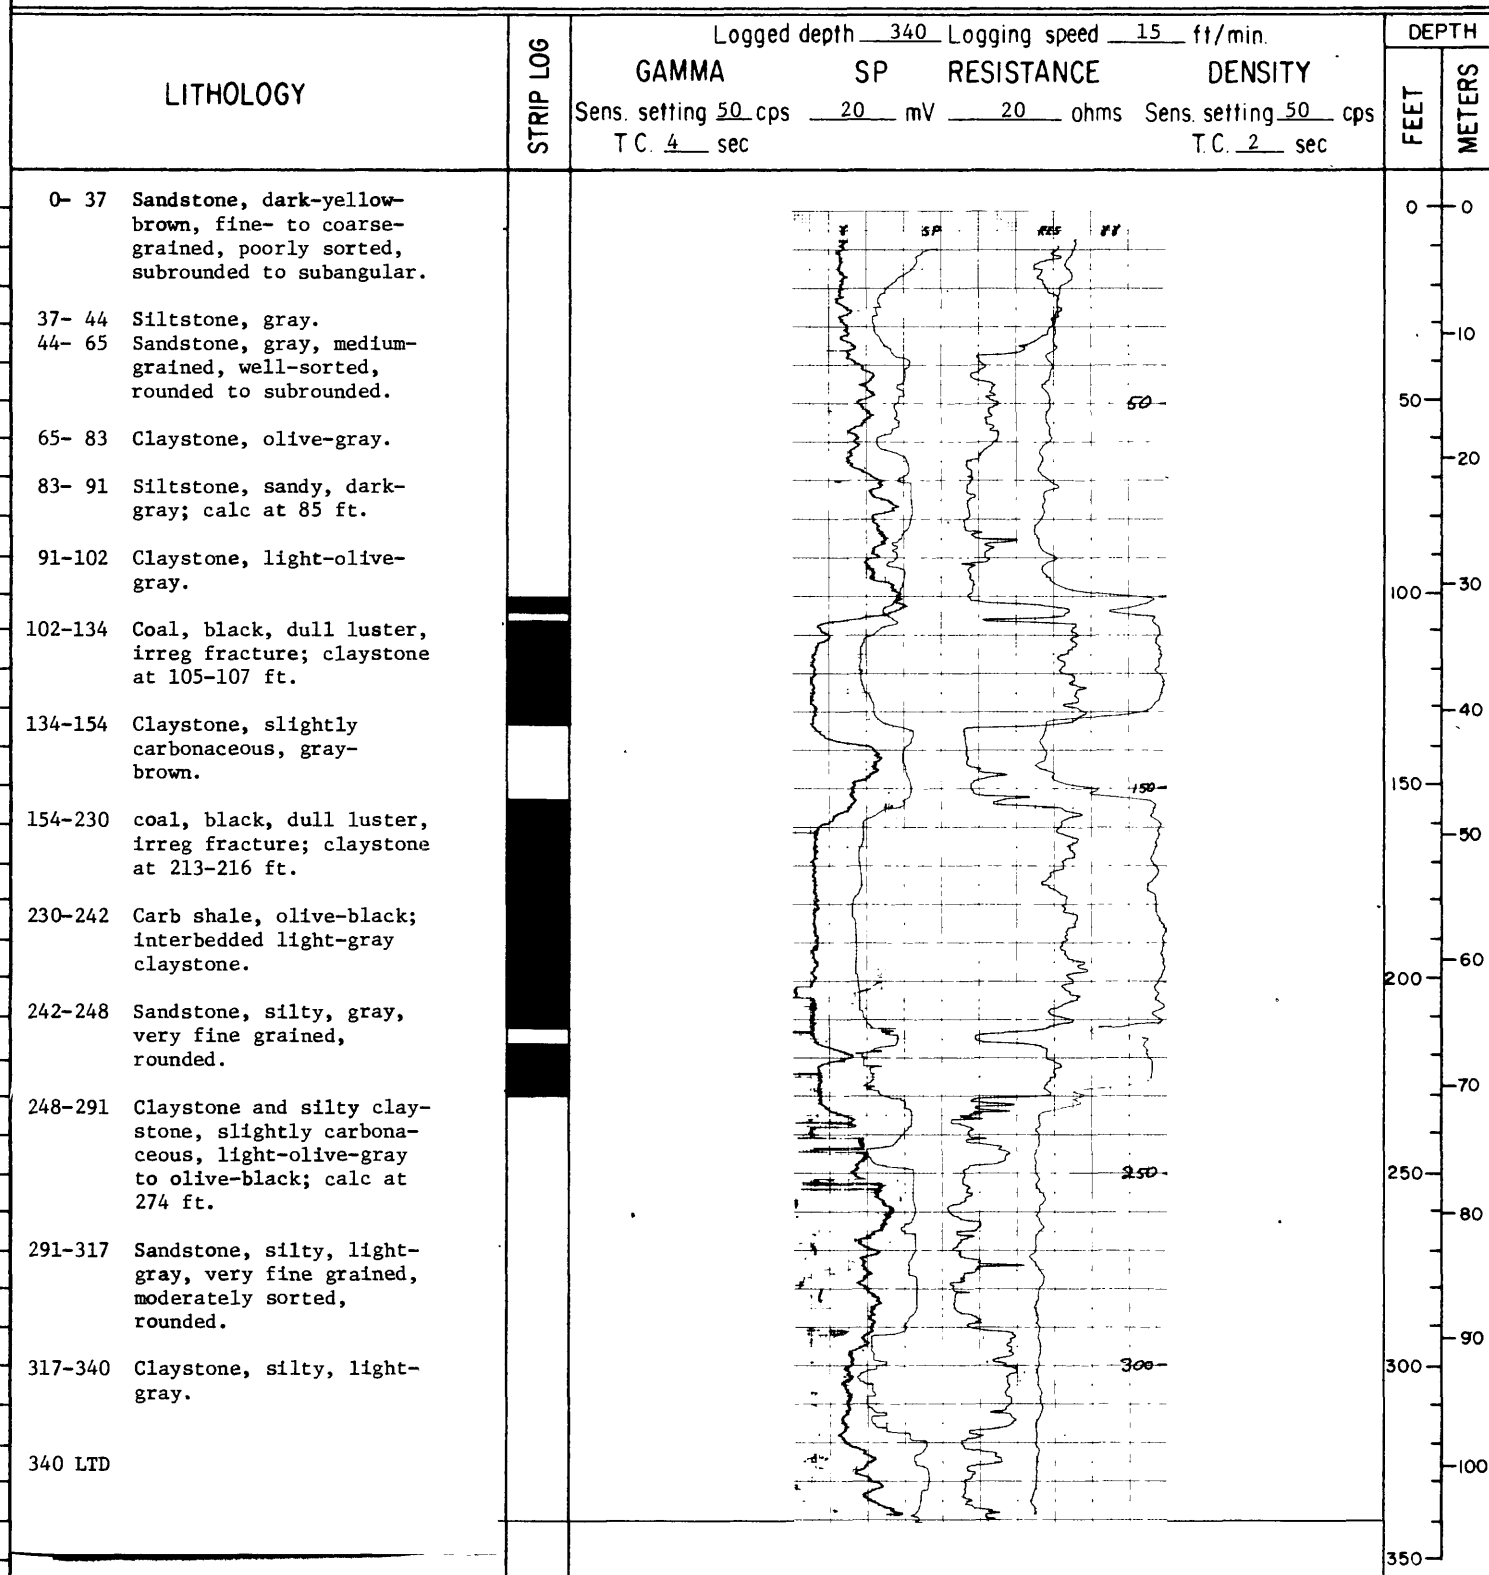 Logged depth 340 Logging speed 15 ft/min.
DEPTH
LITHOLOGY
STRIP LOG
GAMMA SP RESISTANCE DENSITY
Sens. setting 50 cps 20 mV 20 ohms Sens. setting 50 cps
T.C. 4 sec T.C. 2 sec
FEET
METERS
0- 37 Sandstone, dark-yellow-
brown, fine- to coarse-
grained, poorly sorted,
subrounded to subangular.
37- 44 Siltstone, gray.
44- 65 Sandstone, gray, medium-
grained, well-sorted,
rounded to subrounded.
65- 83 Claystone, olive-gray.
83- 91 Siltstone, sandy, dark-
gray; calc at 85 ft.
91-102 Claystone, light-olive-
gray.
102-134 Coal, black, dull luster,
irreg fracture; claystone
at 105-107 ft.
134-154 Claystone, slightly
carbonaceous, gray-
brown.
154-230 coal, black, dull luster,
irreg fracture; claystone
at 213-216 ft.
230-242 Carb shale, olive-black;
interbedded light-gray
claystone.
242-248 Sandstone, silty, gray,
very fine grained,
rounded.
248-291 Claystone and silty clay-
stone, slightly carbona-
ceous, light-olive-gray
to olive-black; calc at
274 ft.
291-317 Sandstone, silty, light-
gray, very fine grained,
moderately sorted,
rounded.
317-340 Claystone, silty, light-
gray.
340 LTD
γ SP RES γγ
50
150
250
300
0
50
100
150
200
250
300
350
0
10
20
30
40
50
60
70
80
90
100